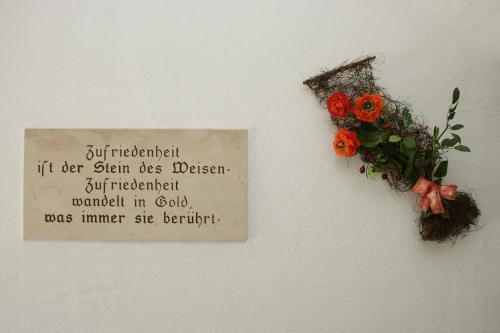 Zufriedenheit
ist der Stein des Weisen.
Zufriedenheit
wandelt in Gold,
was immer sie berührt.